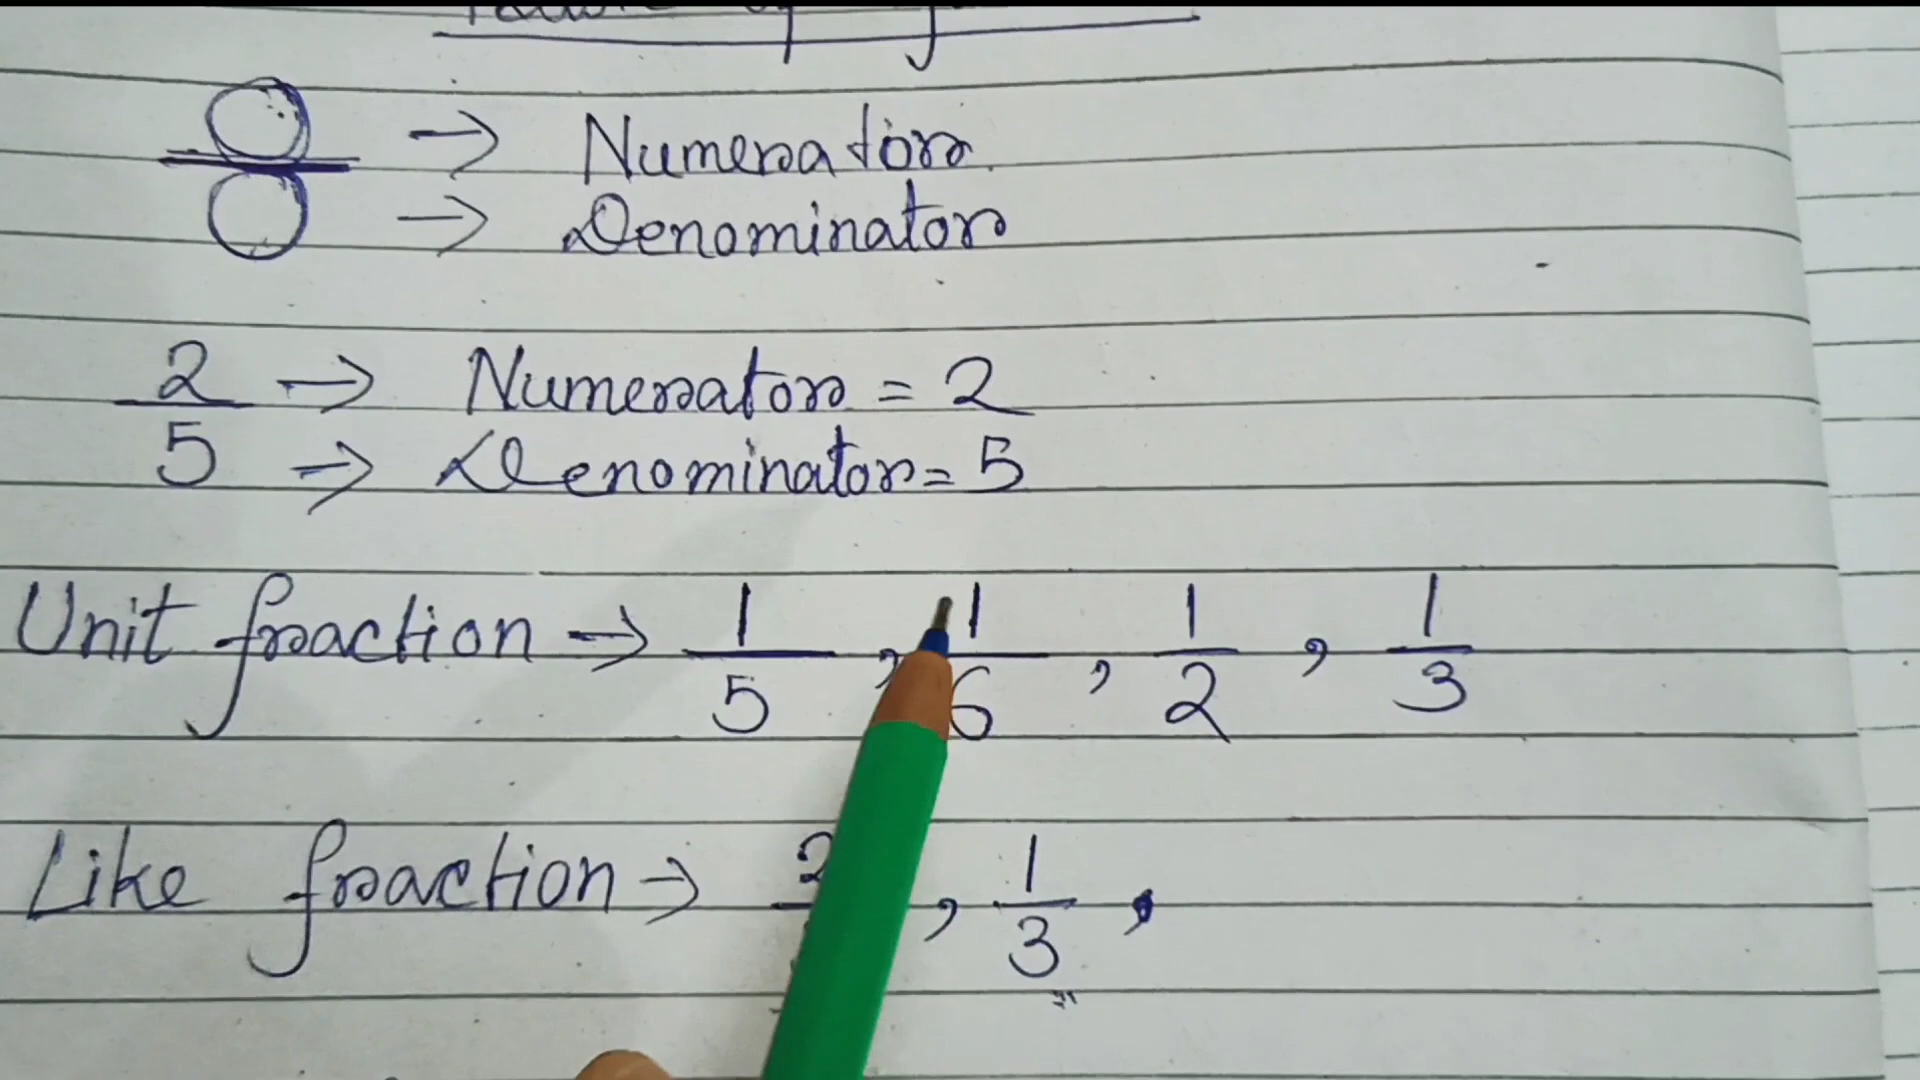 → Numerator
→ Denominator
2/5 → Numerator = 2
→ Denominator = 5
Unit fraction → 1/5, 1/6, 1/2, 1/3
Like fraction → 2, 1/3,